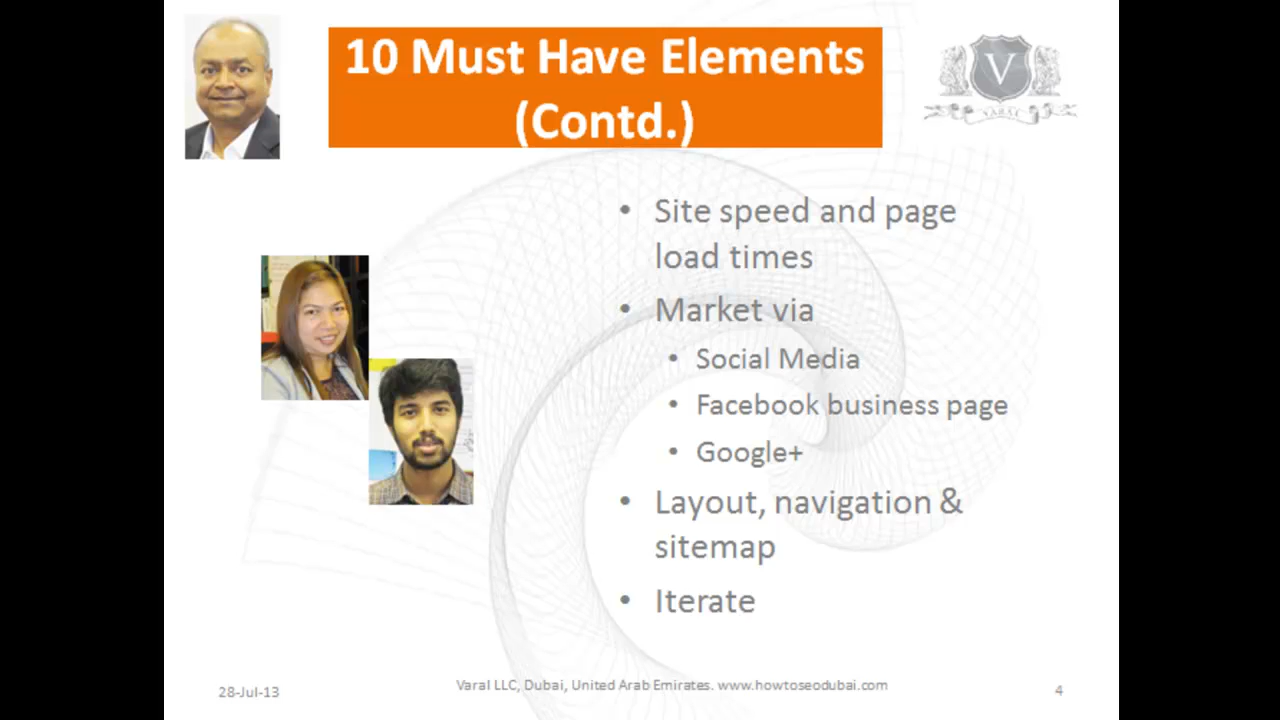 10 Must Have Elements
(Contd.)
V
VARAL
• Site speed and page
load times
• Market via
• Social Media
• Facebook business page
• Google+
• Layout, navigation &
sitemap
• Iterate
28-Jul-13
Varal LLC, Dubai, United Arab Emirates. www.howtoseodubai.com
4